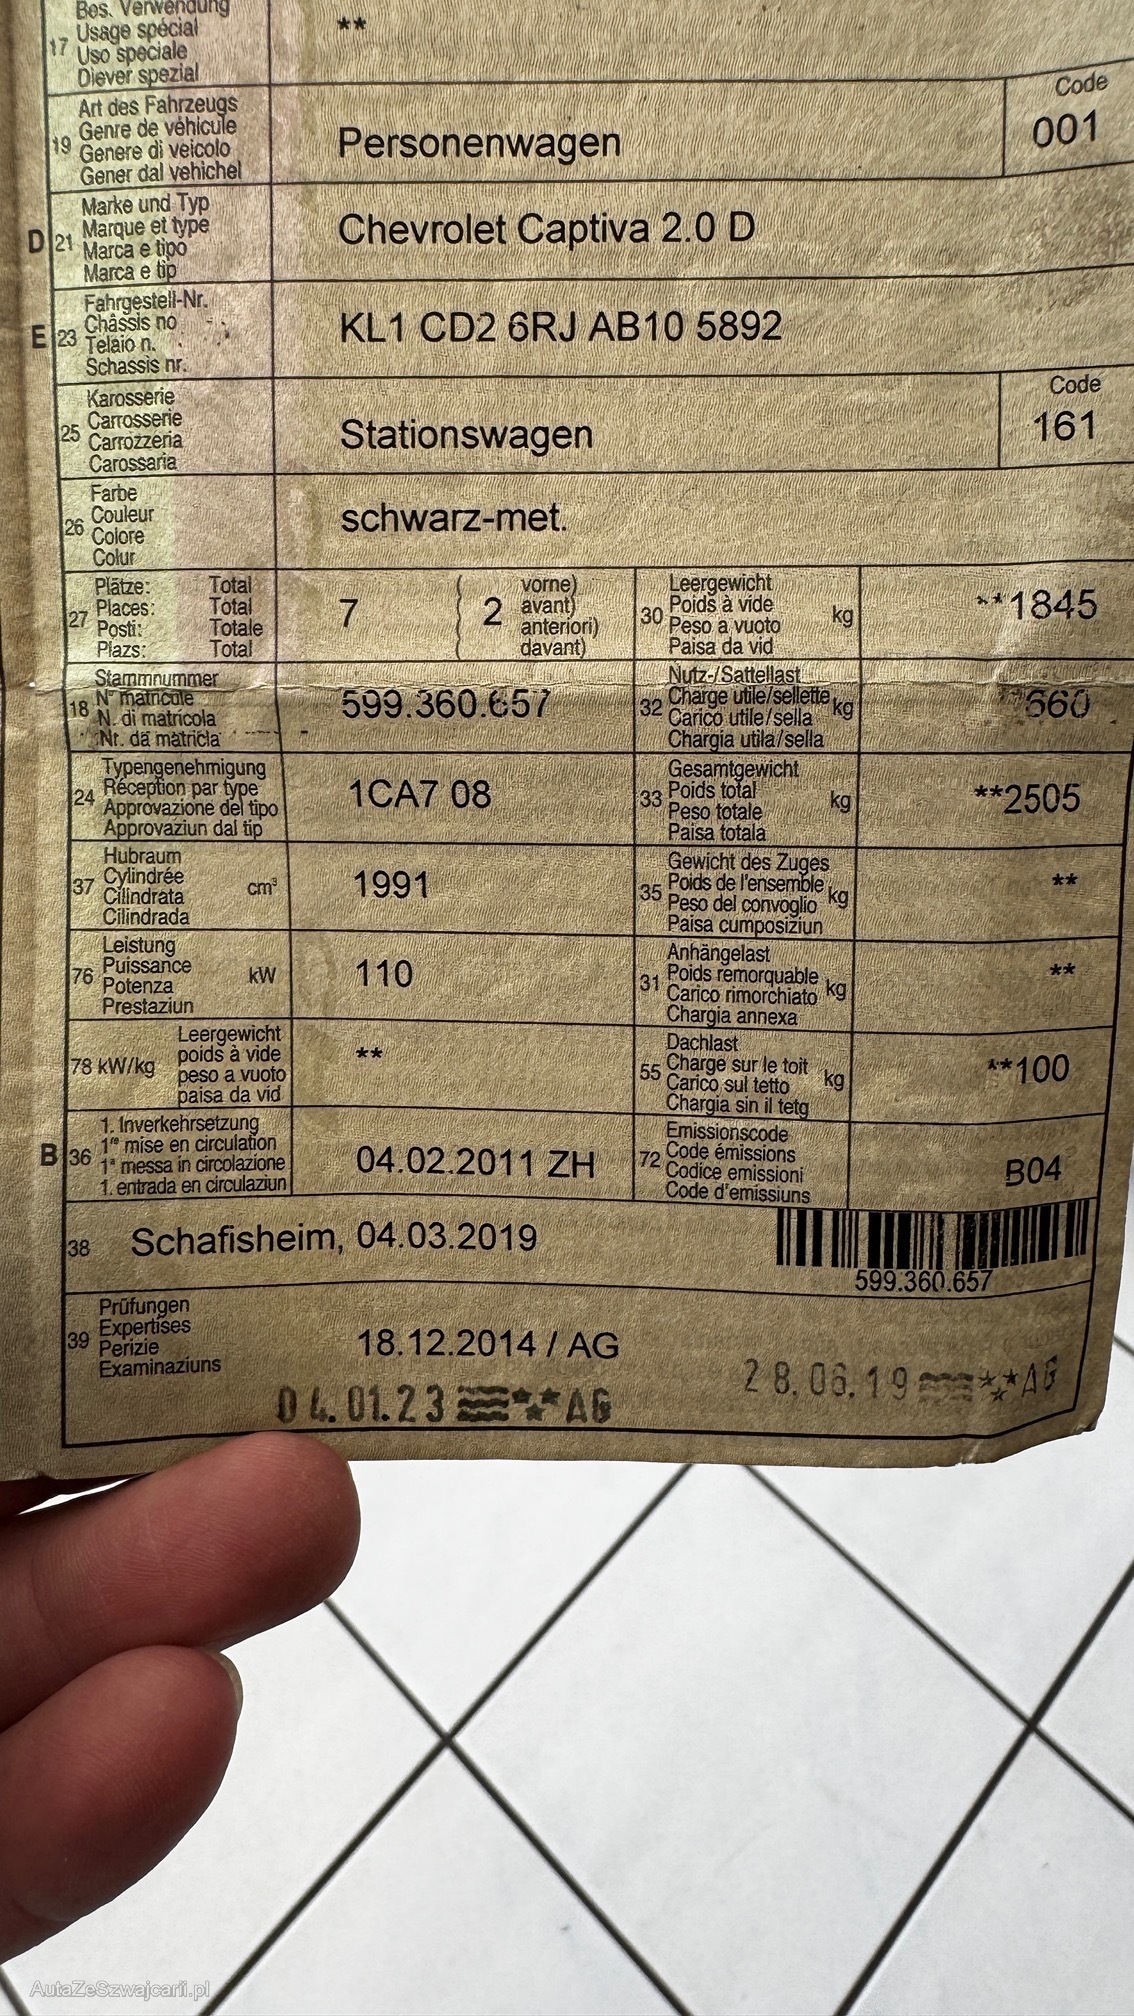 Bes. Verwendung
17 Usage spécial **
Uso speciale
Diever spezial
Code
Art des Fahrzeugs
19 Genre de véhicule Personenwagen 001
Genere di veicolo
Gener dal vehichel
Marke und Typ
D 21 Marque et type Chevrolet Captiva 2.0 D
Marca e tipo
Marca e tip
Fahrgestell-Nr.
E 23 Châssis no KL1 CD2 6RJ AB10 5892
Telaio n.
Schassis nr.
Code
Karosserie
25 Carrosserie Stationswagen 161
Carrozzeria
Carossaria
Farbe
26 Couleur schwarz-met.
Colore
Colur
27 Plätze: Total 7 ( 2 vorne)
Places: Total avant)
Posti: Totale anteriori)
Plazs: Total davant)
30 Leergewicht kg **1845
Poids à vide
Peso a vuoto
Paisa da vid
18 Stammnummer 599.360.657
N° matricule
N. di matricola
Nr. da matricla
32 Nutz-/Sattellast kg 660
Charge utile/sellette
Carico utile/sella
Chargia utila/sella
24 Typengenehmigung 1CA7 08
Réception par type
Approvazione del tipo
Approvaziun dal tip
33 Gesamtgewicht kg **2505
Poids total
Peso totale
Paisa totala
37 Hubraum cm³ 1991
Cylindrée
Cilindrata
Cilindrada
35 Gewicht des Zuges kg **
Poids de l'ensemble
Peso del convoglio
Paisa cumposiziun
76 Leistung kW 110
Puissance
Potenza
Prestaziun
31 Anhängelast kg **
Poids remorquable
Carico rimorchiato
Chargia annexa
78 kW/kg Leergewicht **
poids à vide
peso a vuoto
paisa da vid
55 Dachlast kg **100
Charge sur le toit
Carico sul tetto
Chargia sin il tetg
B 36 1. Inverkehrsetzung 04.02.2011 ZH
1re mise en circulation
1a messa in circolazione
1. entrada en circulaziun
72 Emissionscode B04
Code émissions
Codice emissioni
Code d'emissiuns
38 Schafisheim, 04.03.2019
599.360.657
39 Prüfungen 18.12.2014 / AG
Expertises
Perizie
Examinaziuns
28.06.19 AG
04.01.23 AG
AutaZeSzwajcarii.pl